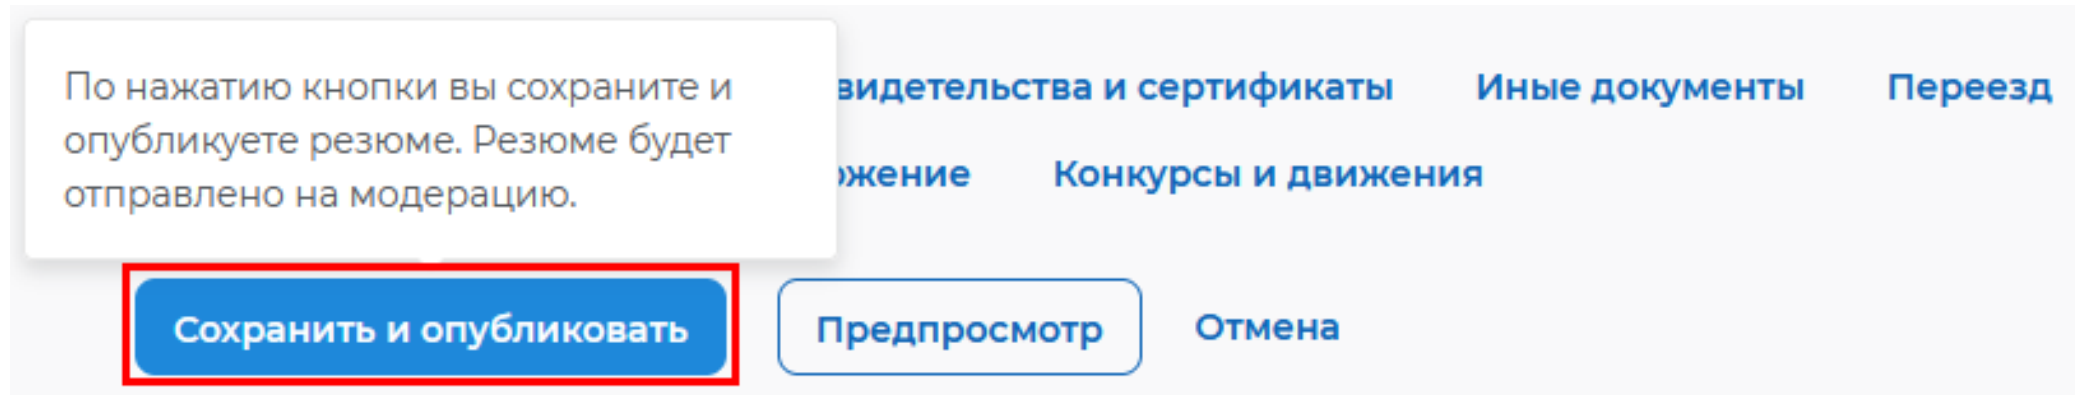 По нажатию кнопки вы сохраните и
опубликуете резюме. Резюме будет
отправлено на модерацию.
видетельства и сертификаты Иные документы Переезд
Конкурсы и движения
Сохранить и опубликовать Предпросмотр Отмена